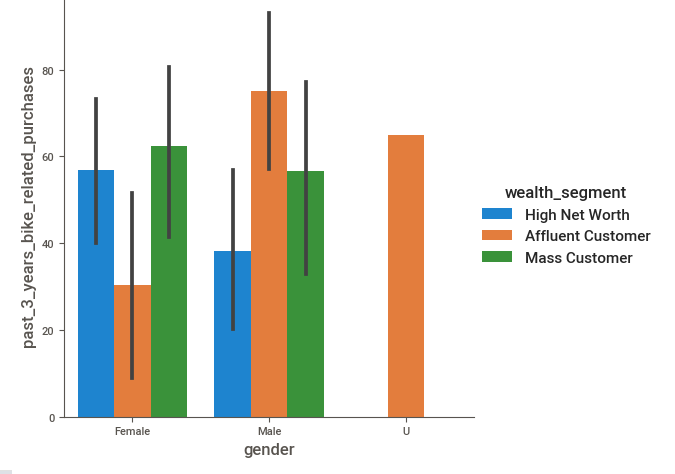 past_3_years_bike_related_purchases
80
60
40
20
0
Female
Male
U
gender
wealth_segment
High Net Worth
Affluent Customer
Mass Customer